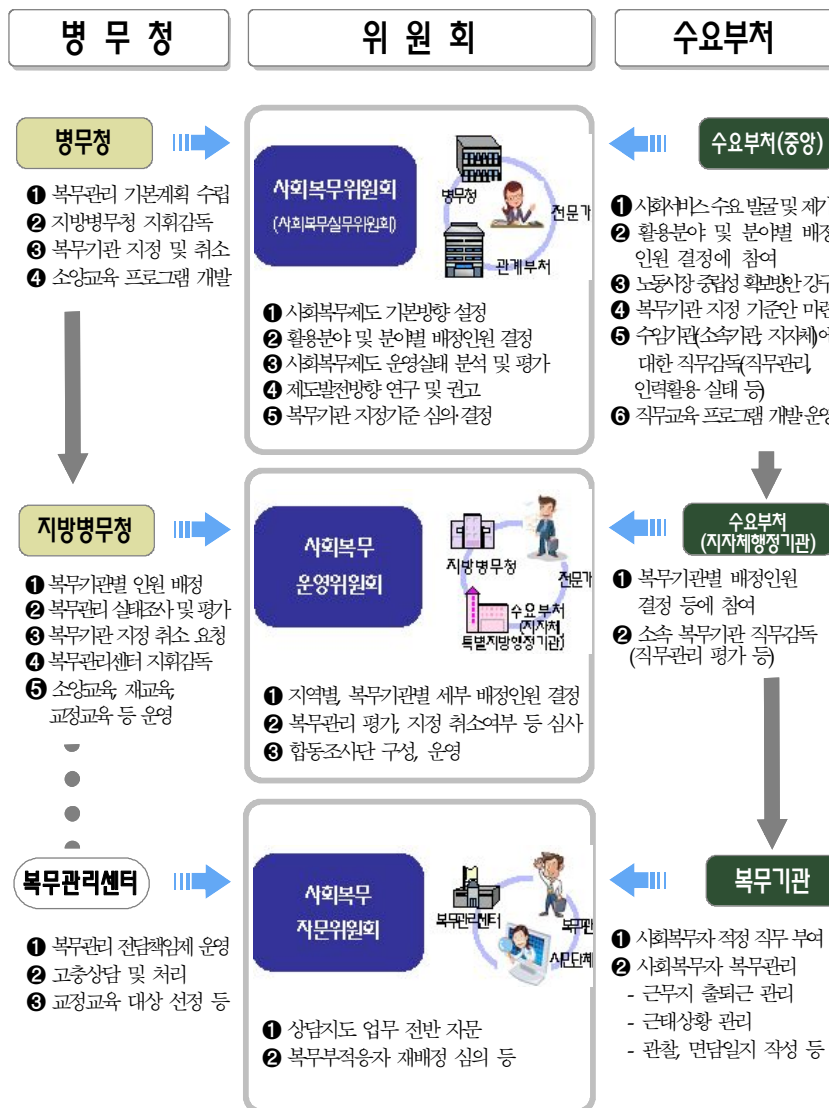 병 무 청
위 원 회
수요부처
병무청
❶ 복무관리 기본계획 수립
❷ 지방병무청 지휘감독
❸ 복무기관 지정 및 취소
❹ 소양교육 프로그램 개발
사회복무위원회
(사회복무실무위원회)
병무청
전문가
관계부처
❶ 사회복무제도 기본방향 설정
❷ 활용분야 및 분야별 배정인원 결정
❸ 사회복무제도 운영실태 분석 및 평가
❹ 제도발전방향 연구 및 권고
❺ 복무기관 지정기준 심의·결정
수요부처(중앙)
❶ 사회서비스 수요 발굴 및 제기
❷ 활용분야 및 분야별 배정
인원 결정에 참여
❸ 노동시장 중립성 확보방안 강구
❹ 복무기관 지정 기준안 마련
❺ 수임기관(소속기관, 지자체)에
대한 직무감독(직무관리,
인력활용 실태 등)
❻ 직무교육 프로그램 개발·운영
지방병무청
❶ 복무기관별 인원 배정
❷ 복무관리 실태조사 및 평가
❸ 복무기관 지정 취소 요청
❹ 복무관리센터 지휘감독
❺ 소양교육, 재교육,
교정교육 등 운영
사회복무
운영위원회
지방병무청
전문가
수요부처
(지자체
특별지방행정기관)
❶ 지역별, 복무기관별 세부 배정인원 결정
❷ 복무관리 평가, 지정 취소여부 등 심사
❸ 합동조사단 구성, 운영
수요부처
(지자체행정기관)
❶ 복무기관별 배정인원
결정 등에 참여
❷ 소속 복무기관 직무감독
(직무관리 평가 등)
복무관리센터
❶ 복무관리 전담책임제 운영
❷ 고충상담 및 처리
❸ 교정교육 대상 선정 등
사회복무
자문위원회
복무관리센터
복무기관
시민단체
❶ 상담지도 업무 전반 자문
❷ 복무부적응자 재배정 심의 등
복무기관
❶ 사회복무자 적정 직무 부여
❷ 사회복무자 복무관리
- 근무지 출퇴근 관리
- 근태상황 관리
- 관찰, 면담일지 작성 등